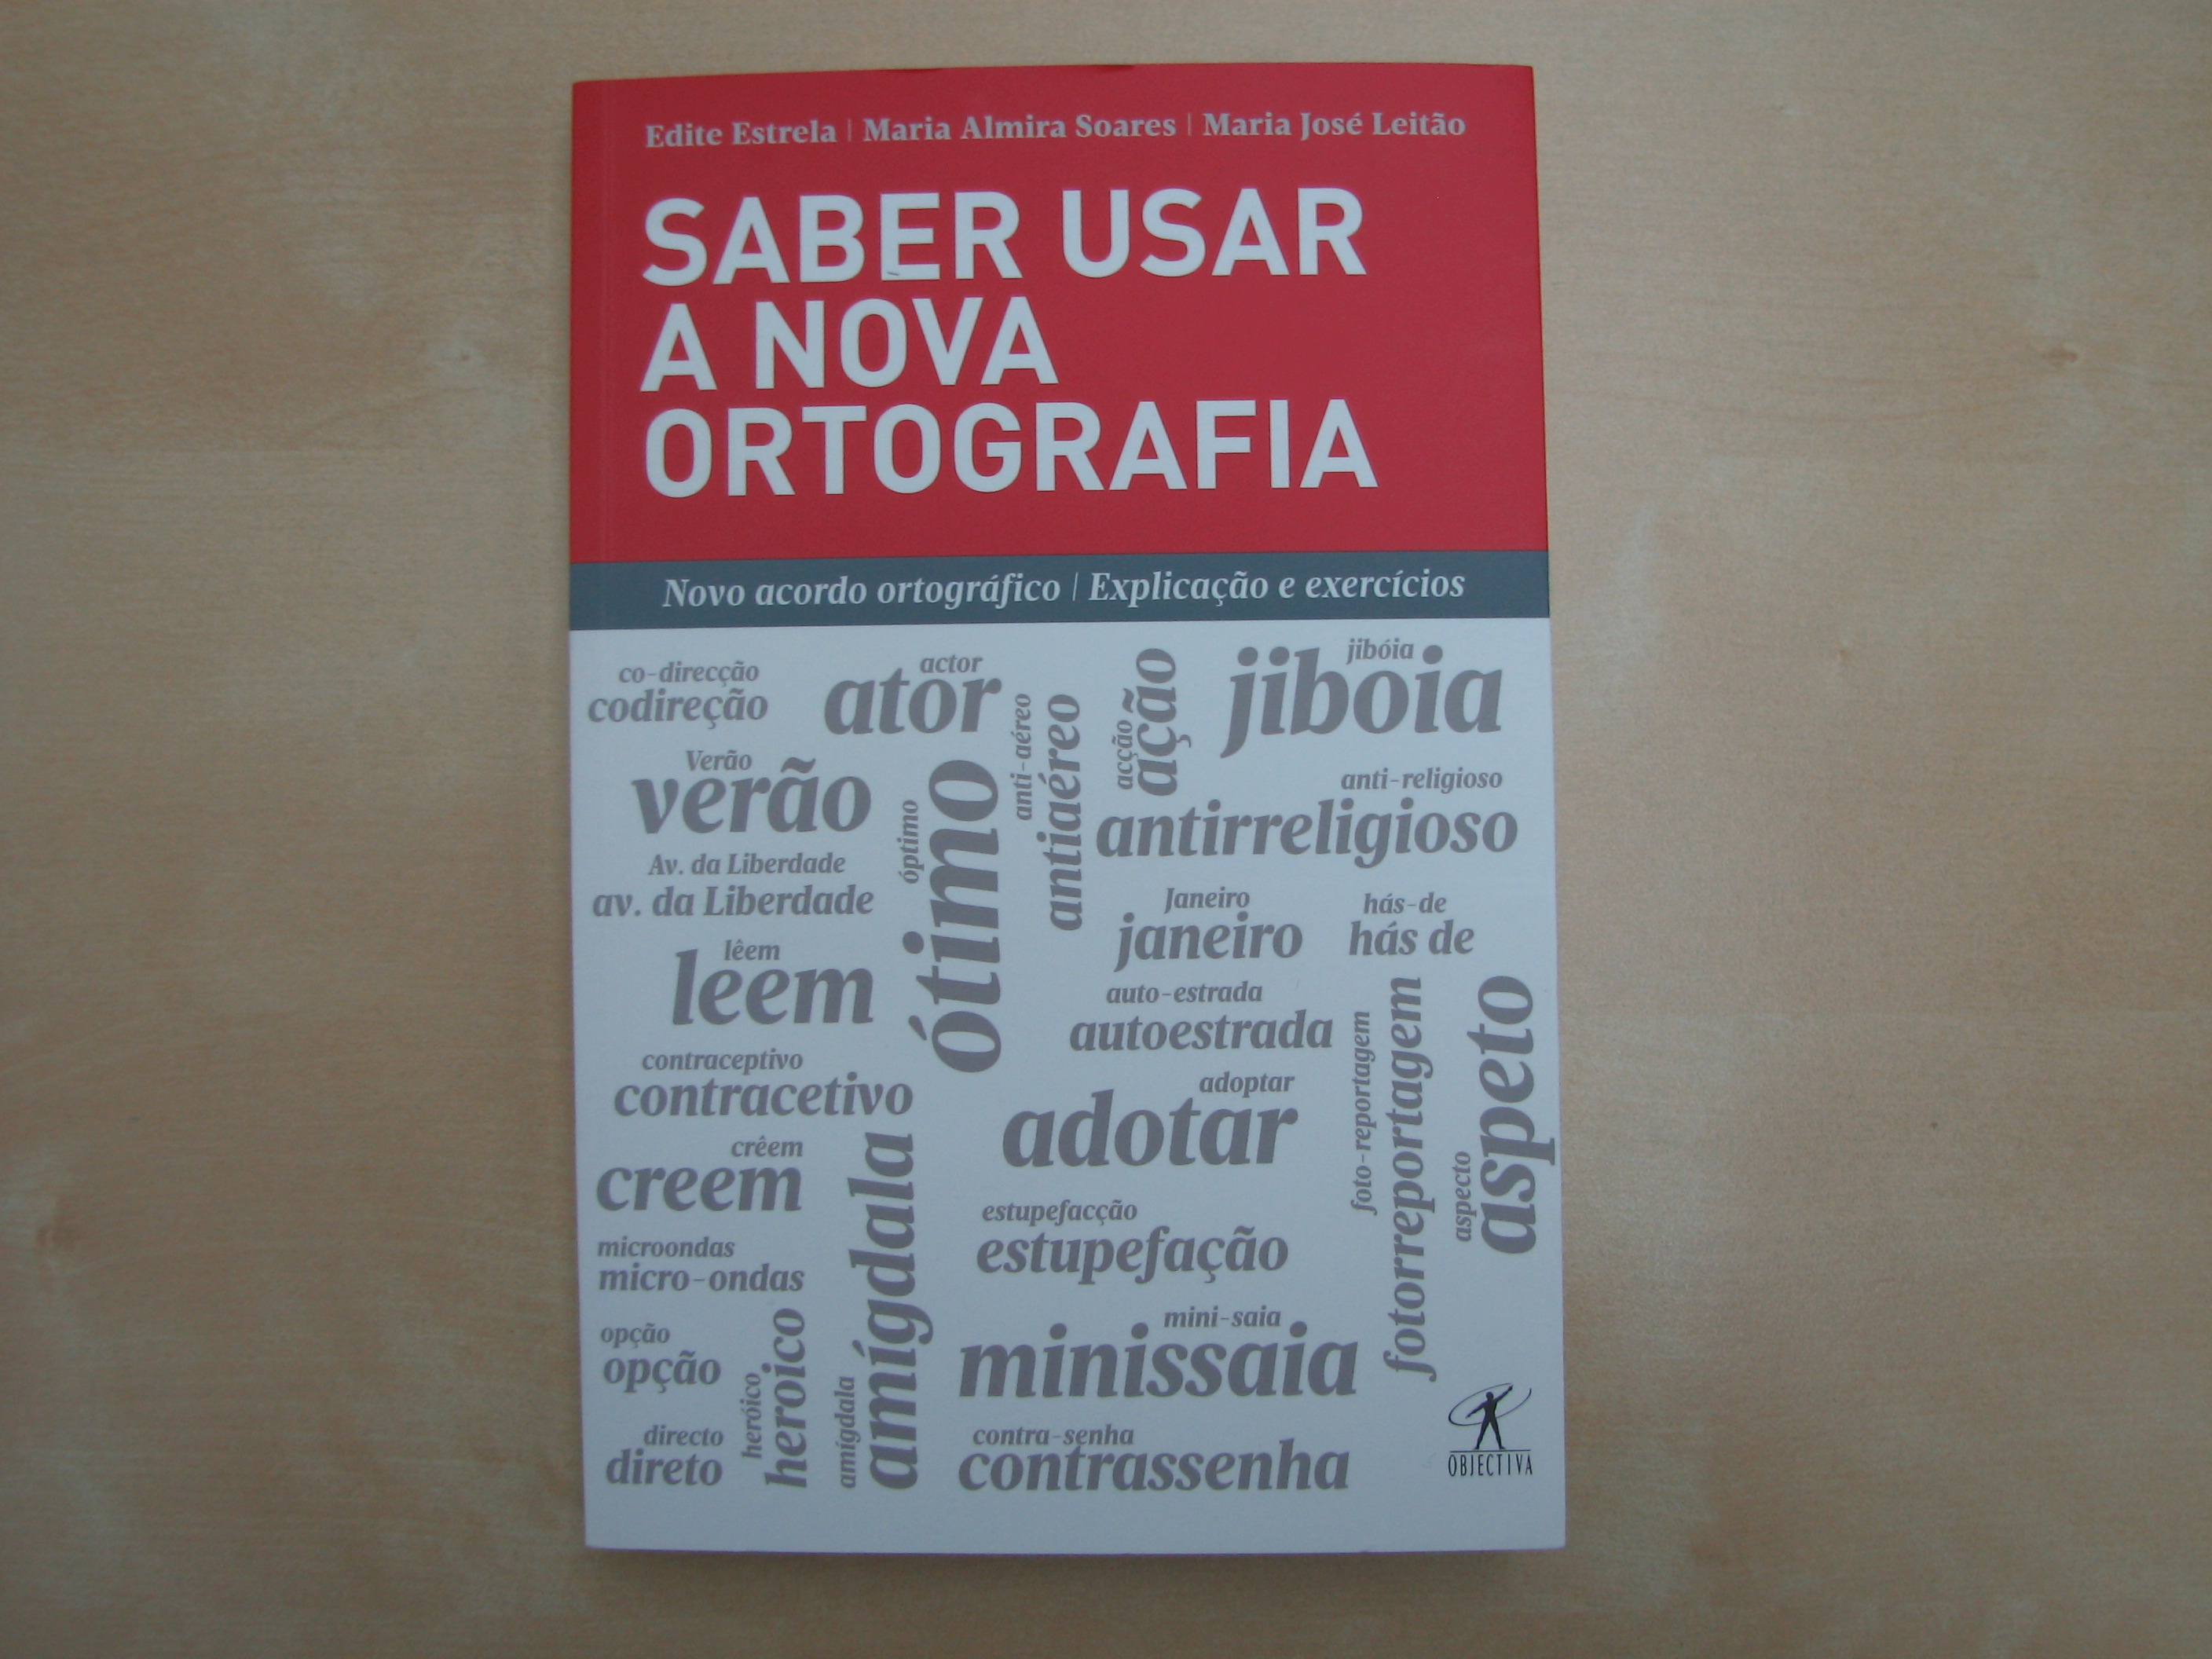 Edite Estrela | Maria Almira Soares | Maria José Leitão
SABER USAR
A NOVA
ORTOGRAFIA
Novo acordo ortográfico | Explicação e exercícios
co-direcção
codireção
actor
ator
anti-aéreo
antiaéreo
acção
ação
jibóia
jiboia
Verão
verão
óptimo
ótimo
anti-religioso
antirreligioso
Av. da Liberdade
av. da Liberdade
Janeiro
janeiro
hás-de
hás de
lêem
leem
auto-estrada
autoestrada
foto-reportagem
fotorreportagem
aspecto
aspeto
contraceptivo
contracetivo
adoptar
adotar
crêem
creem
amígdala
amígdala
estupefacção
estupefação
microondas
micro-ondas
opção
opção
heróico
heroico
mini-saia
minissaia
directo
direto
contra-senha
contrassenha
OBJECTIVA